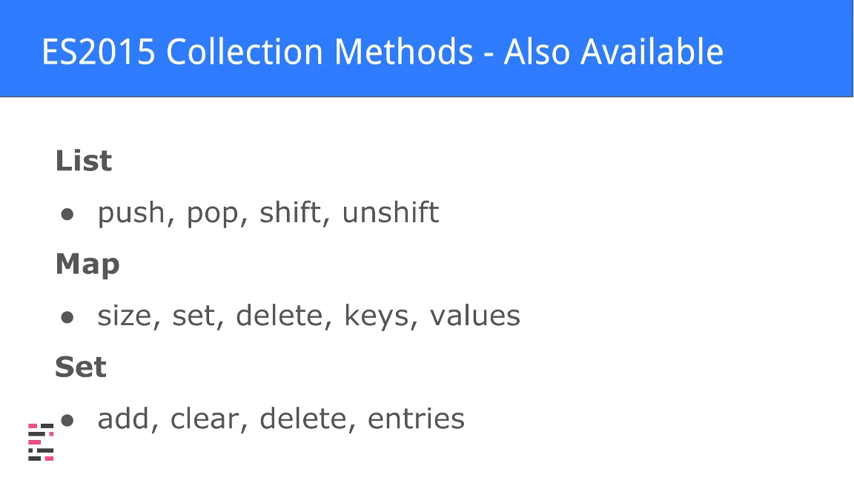 ES2015 Collection Methods - Also Available
List
● push, pop, shift, unshift
Map
● size, set, delete, keys, values
Set
● add, clear, delete, entries